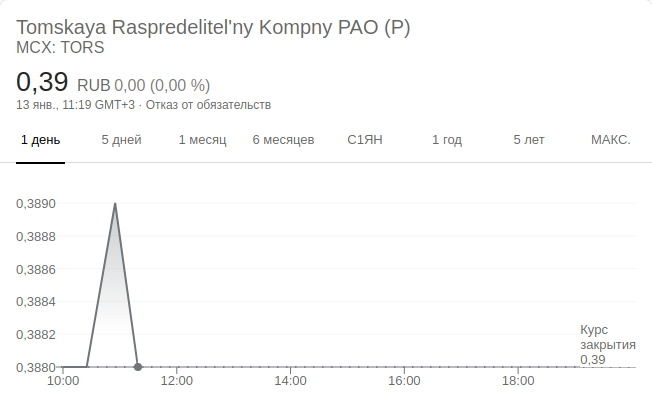 Tomskaya Raspredelitel'ny Kompny PAO (P)
MCX: TORS
0,39 RUB 0,00 (0,00 %)
13 янв., 11:19 GMT+3 · Отказ от обязательств
1 день 5 дней 1 месяц 6 месяцев С1ЯН 1 год 5 лет МАКС.
0,3890
0,3888
0,3886
0,3884
0,3882
0,3880
Курс
закрытия
0,39
10:00 12:00 14:00 16:00 18:00